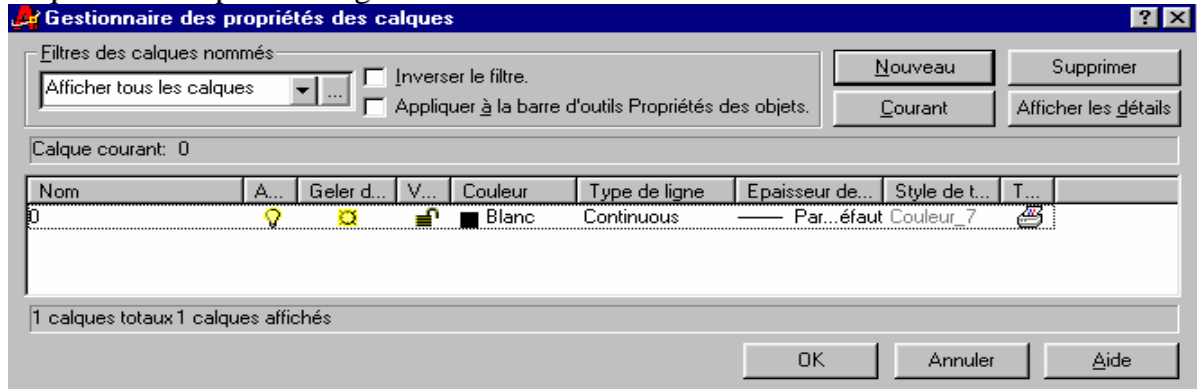 Gestionnaire des propriétés des calques
Filtres des calques nommés
Afficher tous les calques ...
Inverser le filtre.
Appliquer à la barre d'outils Propriétés des objets.
Nouveau Supprimer
Courant Afficher les détails
Calque courant: 0
Nom A... Geler d... V... Couleur Type de ligne Epaisseur de... Style de t... T...
0 Blanc Continuous Par...éfaut Couleur_7
1 calques totaux 1 calques affichés
OK Annuler Aide